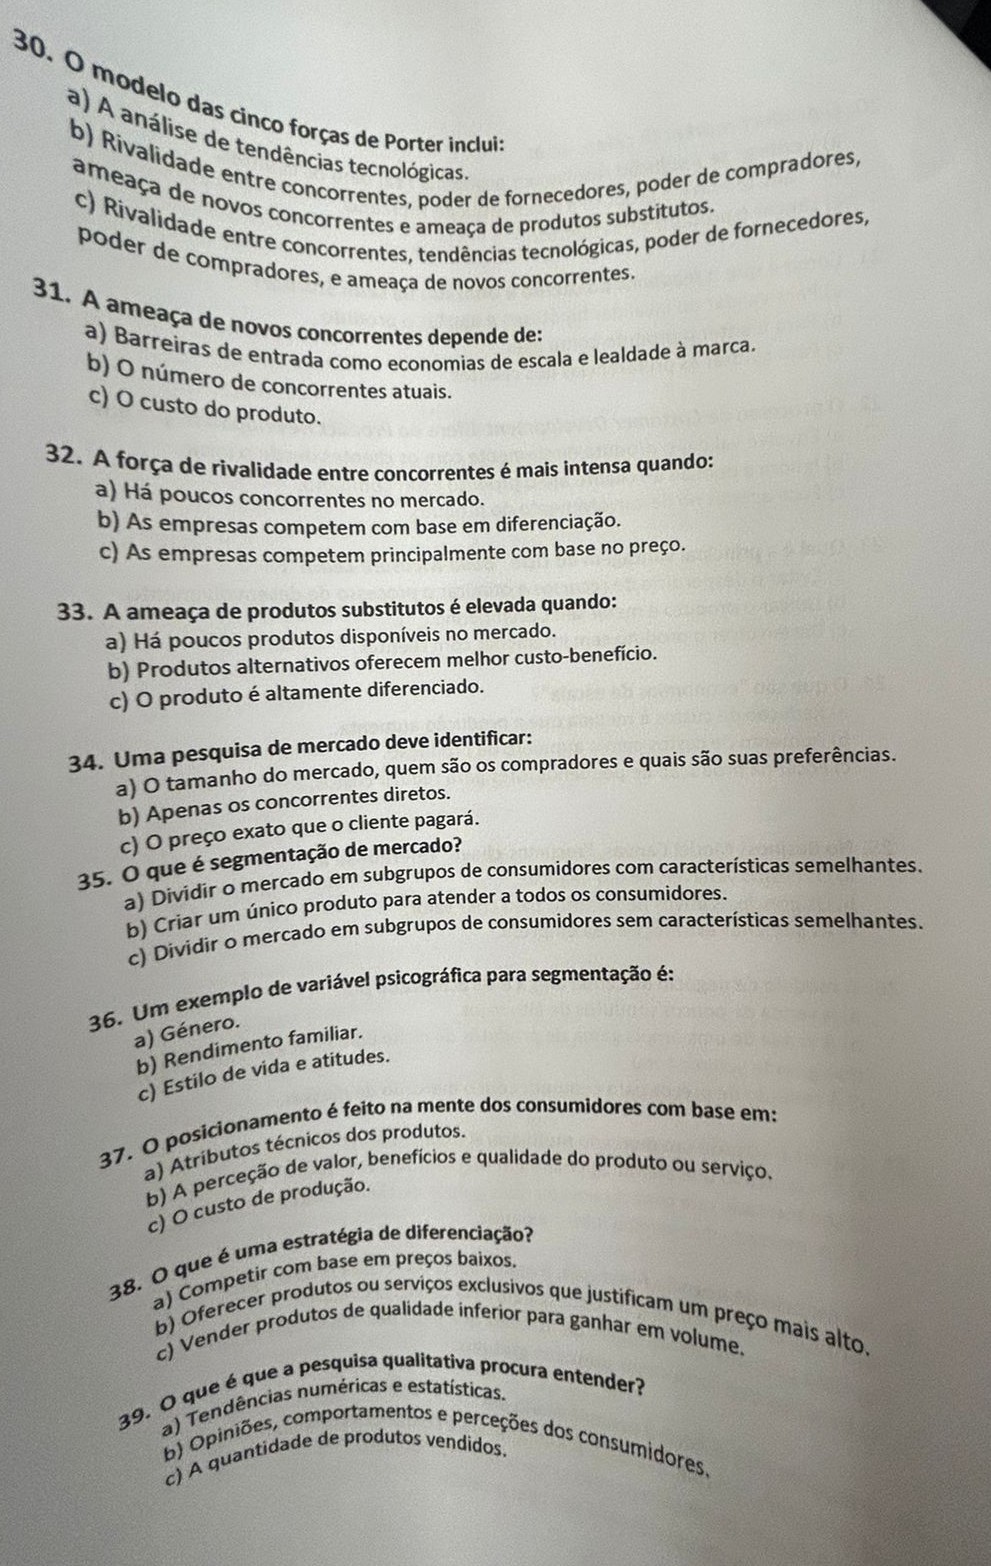 30. O modelo das cinco forças de Porter inclui:
a) A análise de tendências tecnológicas.
b) Rivalidade entre concorrentes, poder de fornecedores, poder de compradores,
ameaça de novos concorrentes e ameaça de produtos substitutos.
c) Rivalidade entre concorrentes, tendências tecnológicas, poder de fornecedores,
poder de compradores, e ameaça de novos concorrentes.
31. A ameaça de novos concorrentes depende de:
a) Barreiras de entrada como economias de escala e lealdade à marca.
b) O número de concorrentes atuais.
c) O custo do produto.
32. A força de rivalidade entre concorrentes é mais intensa quando:
a) Há poucos concorrentes no mercado.
b) As empresas competem com base em diferenciação.
c) As empresas competem principalmente com base no preço.
33. A ameaça de produtos substitutos é elevada quando:
a) Há poucos produtos disponíveis no mercado.
b) Produtos alternativos oferecem melhor custo-benefício.
c) O produto é altamente diferenciado.
34. Uma pesquisa de mercado deve identificar:
a) O tamanho do mercado, quem são os compradores e quais são suas preferências.
b) Apenas os concorrentes diretos.
c) O preço exato que o cliente pagará.
35. O que é segmentação de mercado?
a) Dividir o mercado em subgrupos de consumidores com características semelhantes.
b) Criar um único produto para atender a todos os consumidores.
c) Dividir o mercado em subgrupos de consumidores sem características semelhantes.
36. Um exemplo de variável psicográfica para segmentação é:
a) Género.
b) Rendimento familiar.
c) Estilo de vida e atitudes.
37. O posicionamento é feito na mente dos consumidores com base em:
a) Atributos técnicos dos produtos.
b) A perceção de valor, benefícios e qualidade do produto ou serviço.
c) O custo de produção.
38. O que é uma estratégia de diferenciação?
a) Competir com base em preços baixos.
b) Oferecer produtos ou serviços exclusivos que justificam um preço mais alto.
c) Vender produtos de qualidade inferior para ganhar em volume.
39. O que é que a pesquisa qualitativa procura entender?
a) Tendências numéricas e estatísticas.
b) Opiniões, comportamentos e perceções dos consumidores.
c) A quantidade de produtos vendidos.